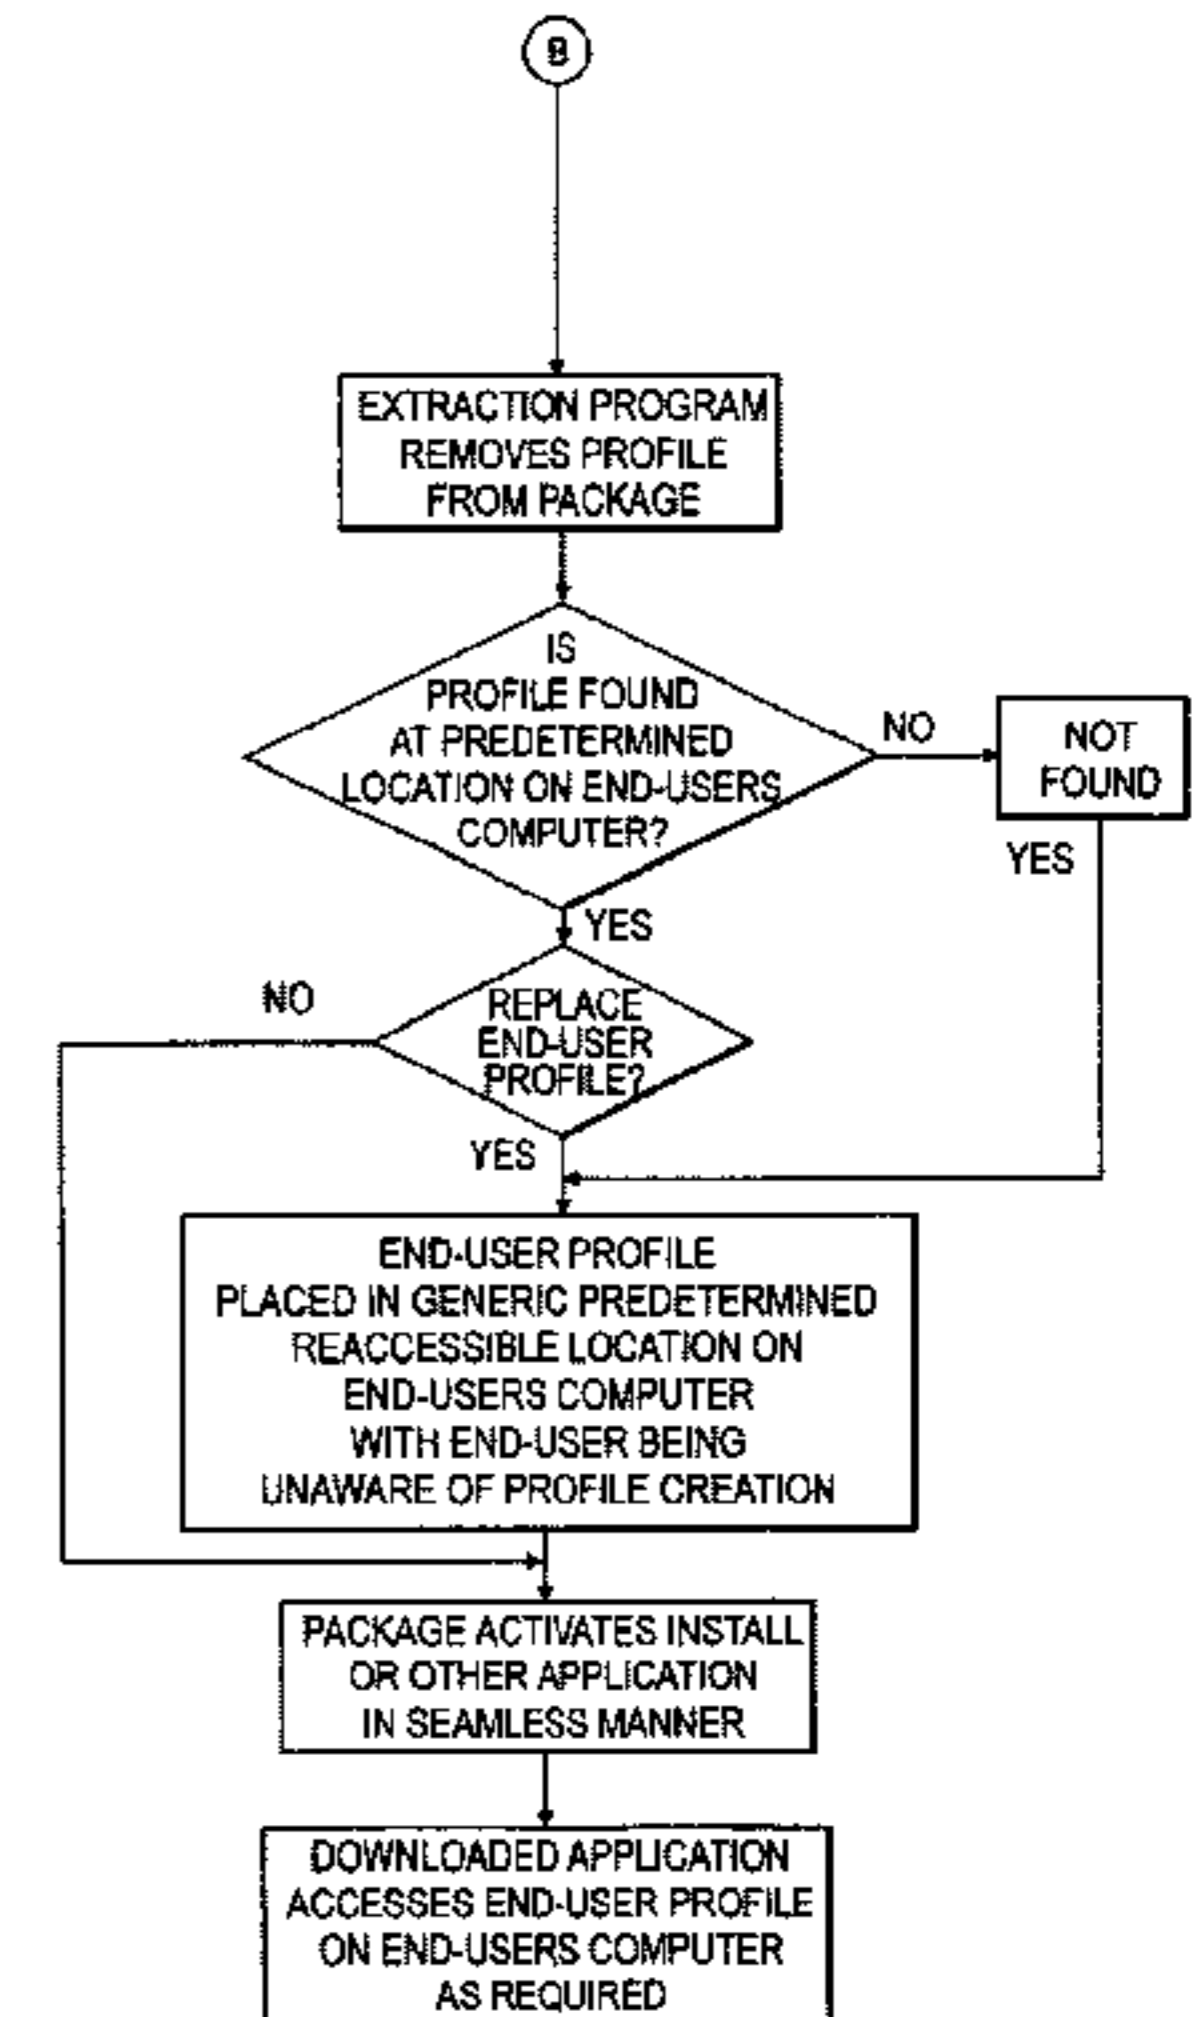 B
EXTRACTION PROGRAM
REMOVES PROFILE
FROM PACKAGE
IS
PROFILE FOUND
AT PREDETERMINED
LOCATION ON END-USERS
COMPUTER?
NO
NOT
FOUND
YES
YES
NO
REPLACE
END-USER
PROFILE?
YES
END-USER PROFILE
PLACED IN GENERIC PREDETERMINED
REACCESSIBLE LOCATION ON
END-USERS COMPUTER
WITH END-USER BEING
UNAWARE OF PROFILE CREATION
PACKAGE ACTIVATES INSTALL
OR OTHER APPLICATION
IN SEAMLESS MANNER
DOWNLOADED APPLICATION
ACCESSES END-USER PROFILE
ON END-USERS COMPUTER
AS REQUIRED